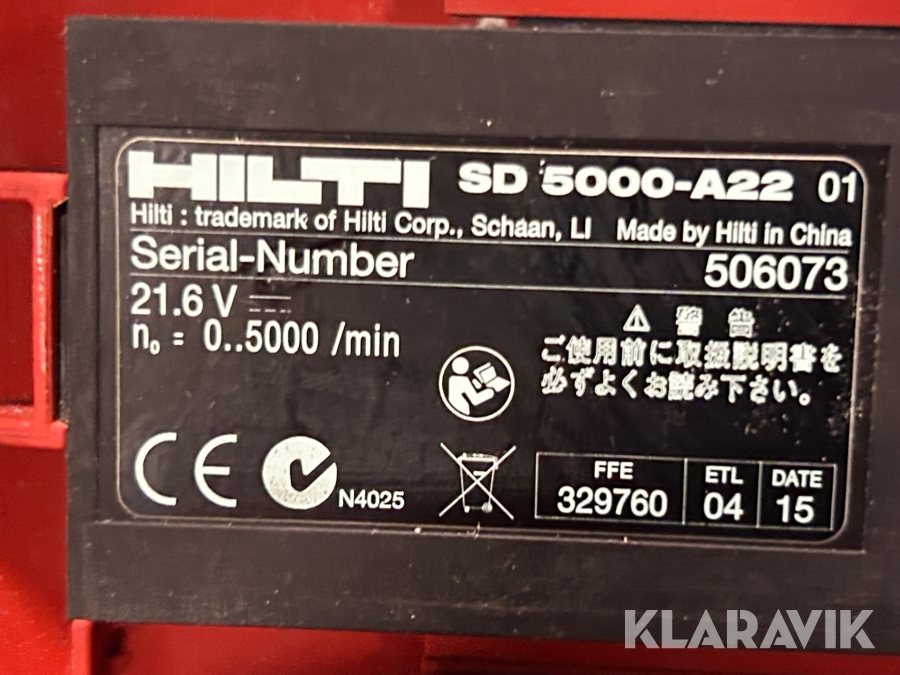 HILTI SD 5000-A22 01
Hilti : trademark of Hilti Corp., Schaan, LI Made by Hilti in China
Serial-Number 506073
21.6 V
n₀ = 0..5000 /min
⚠ 警告
ご使用前に取扱説明書を
必ずよくお読み下さい。
CE
N4025
FFE ETL DATE
329760 04 15
KLARAVIK